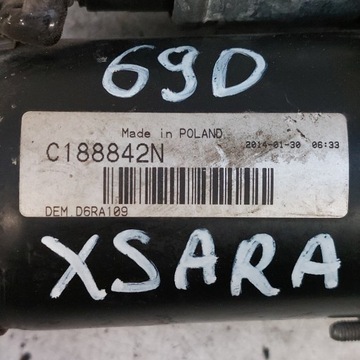 69D
Made in POLAND
C188842N
2014-01-30 06:33
DEM.D6RA109
XSARA